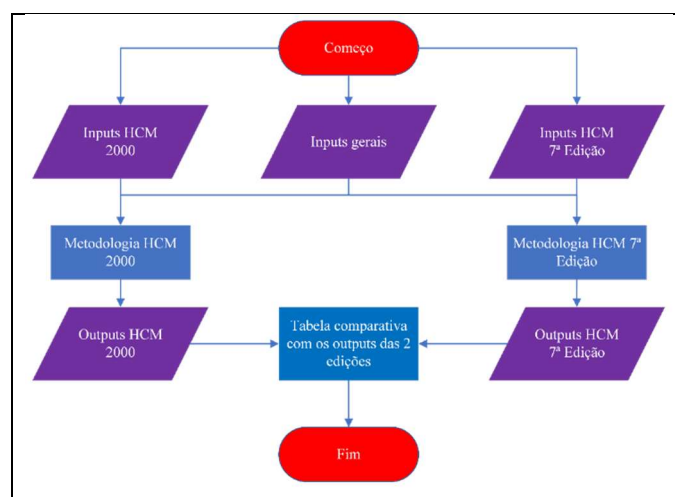 Começo
Inputs HCM
2000
Inputs gerais
Inputs HCM
7ª Edição
Metodologia HCM
2000
Metodologia HCM 7ª
Edição
Outputs HCM
2000
Tabela comparativa
com os outputs das 2
edições
Outputs HCM
7ª Edição
Fim